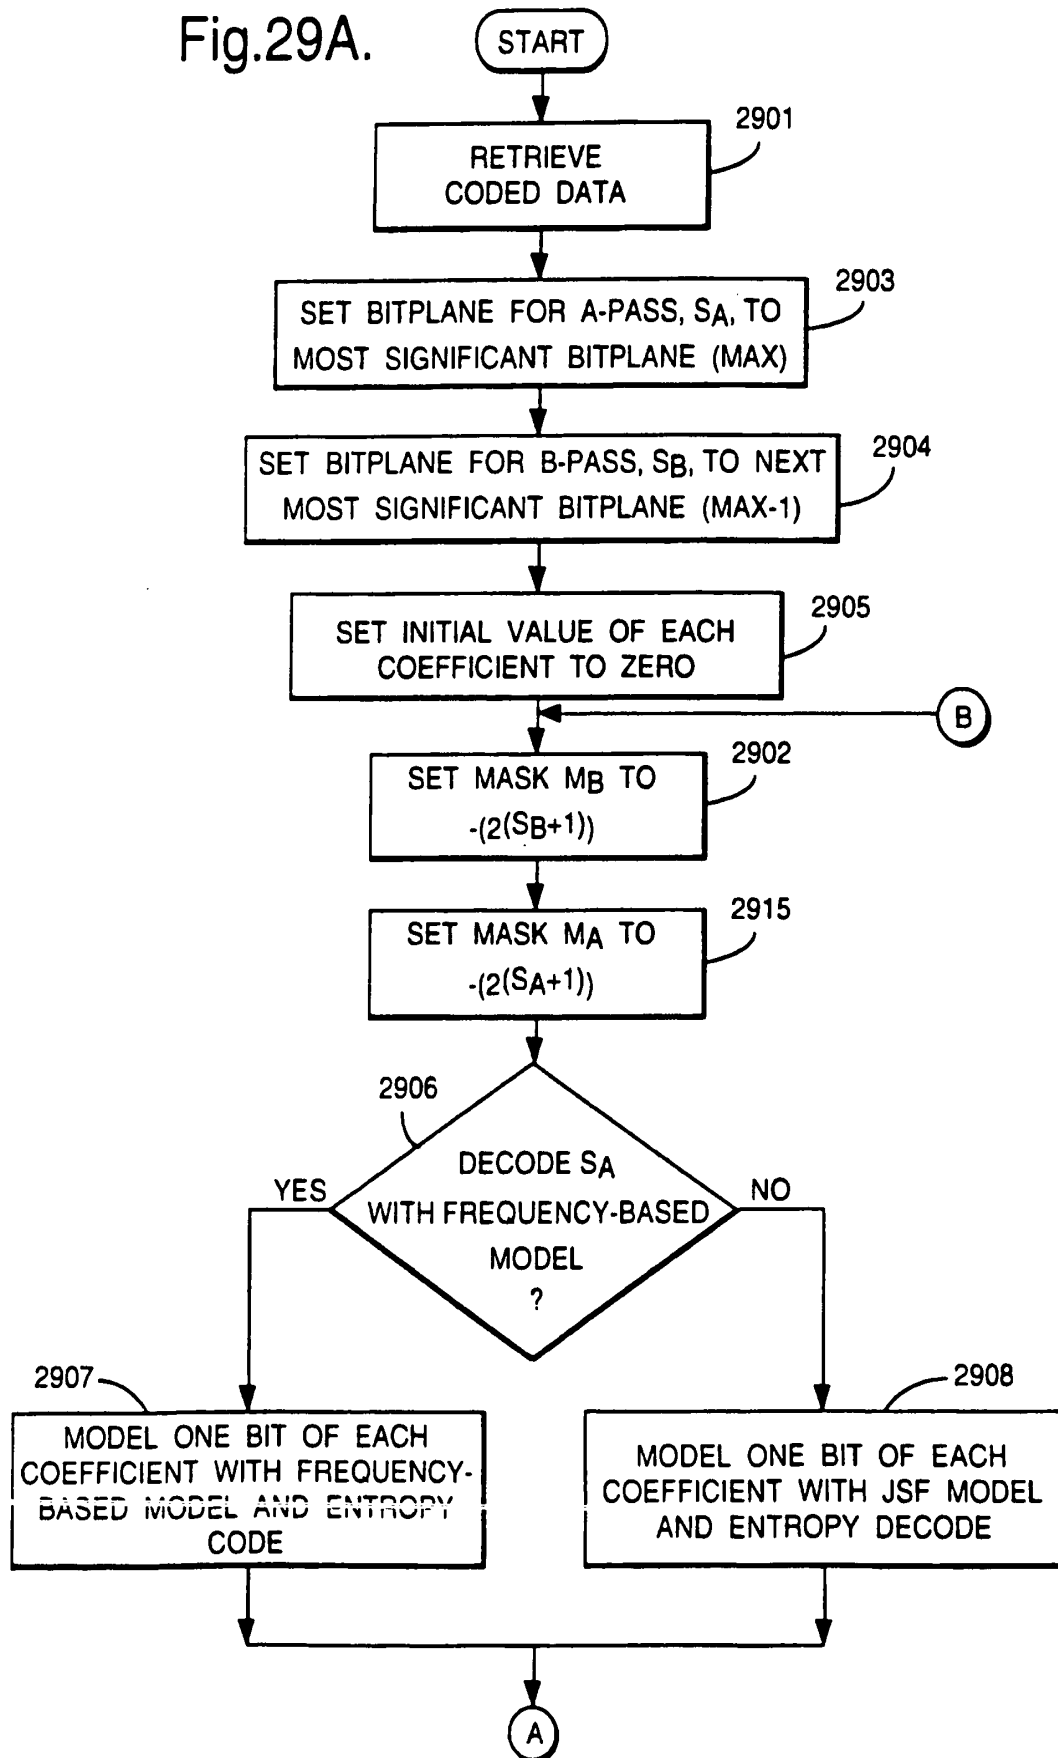 Fig.29A.
START
2901
RETRIEVE
CODED DATA
2903
SET BITPLANE FOR A-PASS, SA, TO
MOST SIGNIFICANT BITPLANE (MAX)
2904
SET BITPLANE FOR B-PASS, SB, TO NEXT
MOST SIGNIFICANT BITPLANE (MAX-1)
2905
SET INITIAL VALUE OF EACH
COEFFICIENT TO ZERO
B
2902
SET MASK MB TO
-(2(SB+1))
2915
SET MASK MA TO
-(2(SA+1))
2906
DECODE SA
WITH FREQUENCY-BASED
MODEL
?
YES
NO
2907
MODEL ONE BIT OF EACH
COEFFICIENT WITH FREQUENCY-
BASED MODEL AND ENTROPY
CODE
2908
MODEL ONE BIT OF EACH
COEFFICIENT WITH JSF MODEL
AND ENTROPY DECODE
A